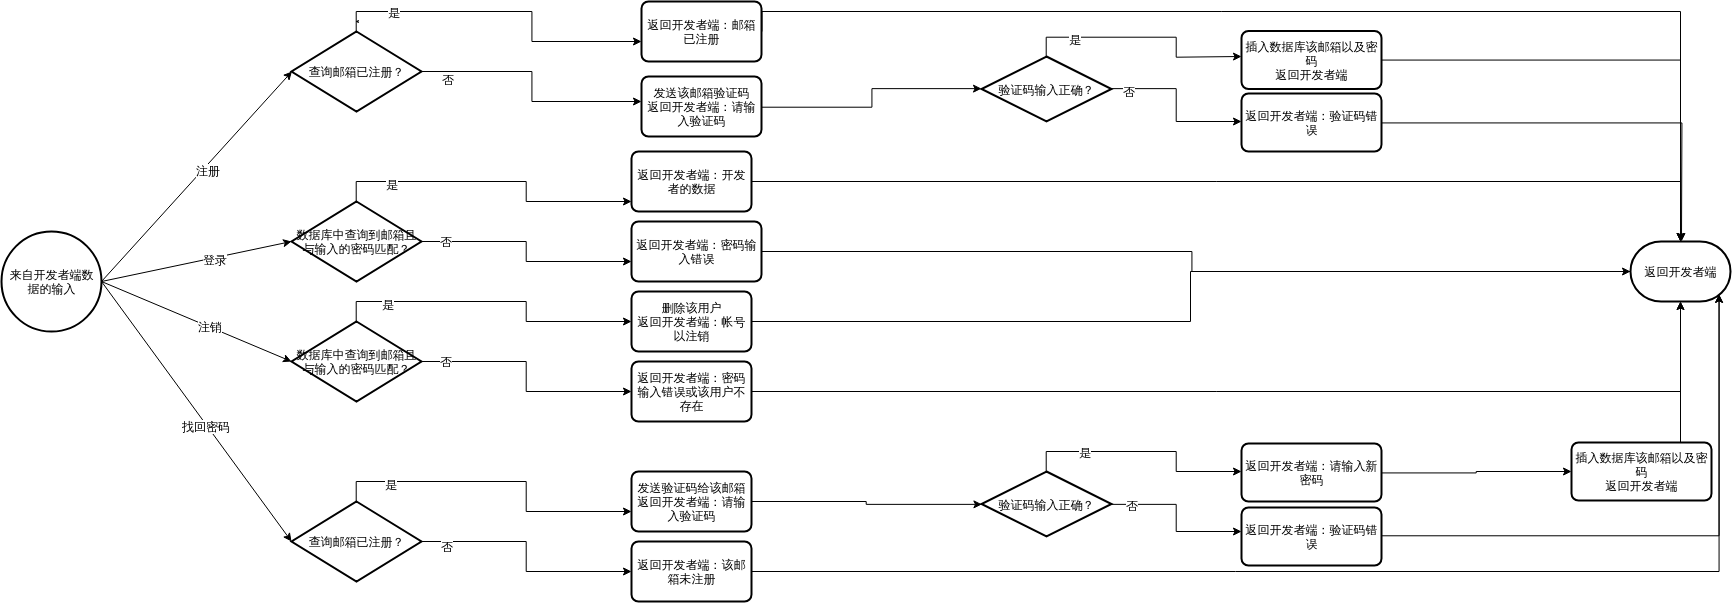 是
返回开发者端：邮箱
已注册
查询邮箱已注册？
否
发送该邮箱验证码
返回开发者端：请输
入验证码
是
验证码输入正确？
否
插入数据库该邮箱以及密
码
返回开发者端
返回开发者端：验证码错
误
注册
是
返回开发者端：开发
者的数据
数据库中查询到邮箱且
与输入的密码匹配？
否
返回开发者端：密码输
入错误
登录
来自开发者端数
据的输入
返回开发者端
注销
是
删除该用户
返回开发者端：帐号
以注销
数据库中查询到邮箱且
与输入的密码匹配？
否
返回开发者端：密码
输入错误或该用户不
存在
找回密码
是
发送验证码给该邮箱
返回开发者端：请输
入验证码
查询邮箱已注册？
否
返回开发者端：该邮
箱未注册
是
验证码输入正确？
否
返回开发者端：请输入新
密码
返回开发者端：验证码错
误
插入数据库该邮箱以及密
码
返回开发者端